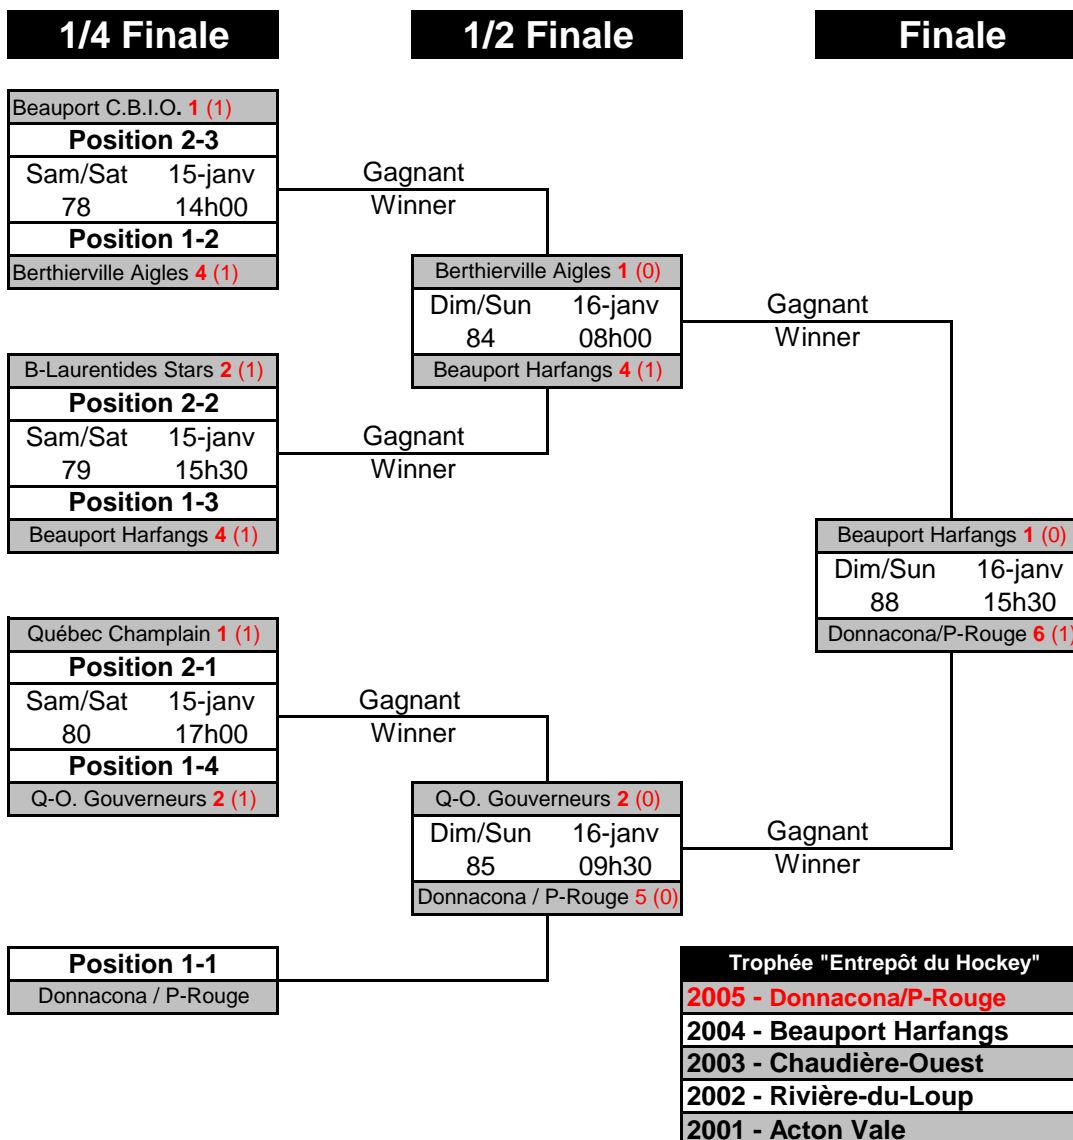 1/4 Finale
1/2 Finale
Finale
Beauport C.B.I.O. 1 (1)
Position 2-3
Sam/Sat 15-janv
78 14h00
Position 1-2
Berthierville Aigles 4 (1)
Gagnant
Winner
Berthierville Aigles 1 (0)
Dim/Sun 16-janv
84 08h00
Beauport Harfangs 4 (1)
Gagnant
Winner
B-Laurentides Stars 2 (1)
Position 2-2
Sam/Sat 15-janv
79 15h30
Position 1-3
Beauport Harfangs 4 (1)
Gagnant
Winner
Beauport Harfangs 1 (0)
Dim/Sun 16-janv
88 15h30
Donnacona/P-Rouge 6 (1)
Québec Champlain 1 (1)
Position 2-1
Sam/Sat 15-janv
80 17h00
Position 1-4
Q-O. Gouverneurs 2 (1)
Gagnant
Winner
Q-O. Gouverneurs 2 (0)
Dim/Sun 16-janv
85 09h30
Donnacona / P-Rouge 5 (0)
Gagnant
Winner
Position 1-1
Donnacona / P-Rouge
Trophée "Entrepôt du Hockey"
2005 - Donnacona/P-Rouge
2004 - Beauport Harfangs
2003 - Chaudière-Ouest
2002 - Rivière-du-Loup
2001 - Acton Vale